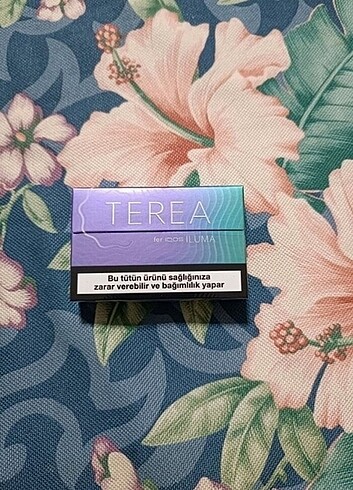 TEREA
for IQOS ILUMA
Bu tütün ürünü sağlığınıza
zarar verebilir ve bağımlılık yapar